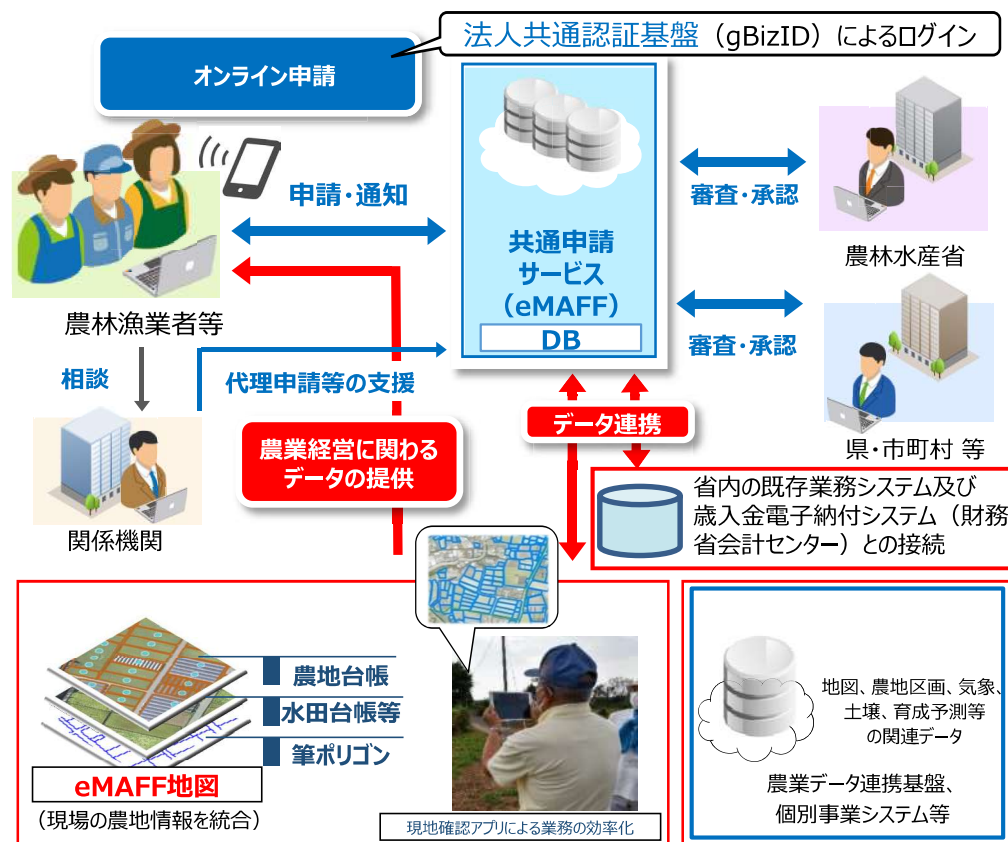 法人共通認証基盤（gBizID）によるログイン
オンライン申請
申請・通知
共通申請
サービス
（eMAFF）
DB
審査・承認
農林水産省
審査・承認
県・市町村 等
農林漁業者等
相談
代理申請等の支援
関係機関
農業経営に関わる
データの提供
データ連携
省内の既存業務システム及び
歳入金電子納付システム（財務
省会計センター）との接続
農地台帳
水田台帳等
筆ポリゴン
eMAFF地図
（現場の農地情報を統合）
現地確認アプリによる業務の効率化
地図、農地区画、気象、
土壌、育成予測等
の関連データ
農業データ連携基盤、
個別事業システム等